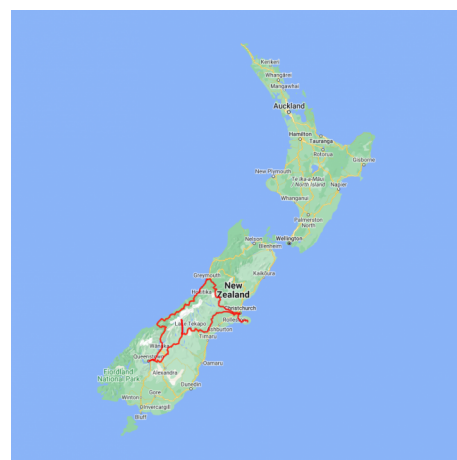 Kaikeri
Whangārei
Mangawhai
Auckland
Hamilton
Tauranga
Rotorua
Gisborne
New Plymouth
Te Ika-a-Māui
North Island
Napier
Whanganui
Palmerston
North
Nelson
Wellington
Blenheim
Greymouth
Kaikōura
Hokitika
New
Zealand
Christchurch
Rolleston
Lake Tekapo
Ashburton
Timaru
Wānaka
Queenstown
Oamaru
Fiordland
National Park
Alexandra
Dunedin
Gore
Winton
Invercargill
Bluff